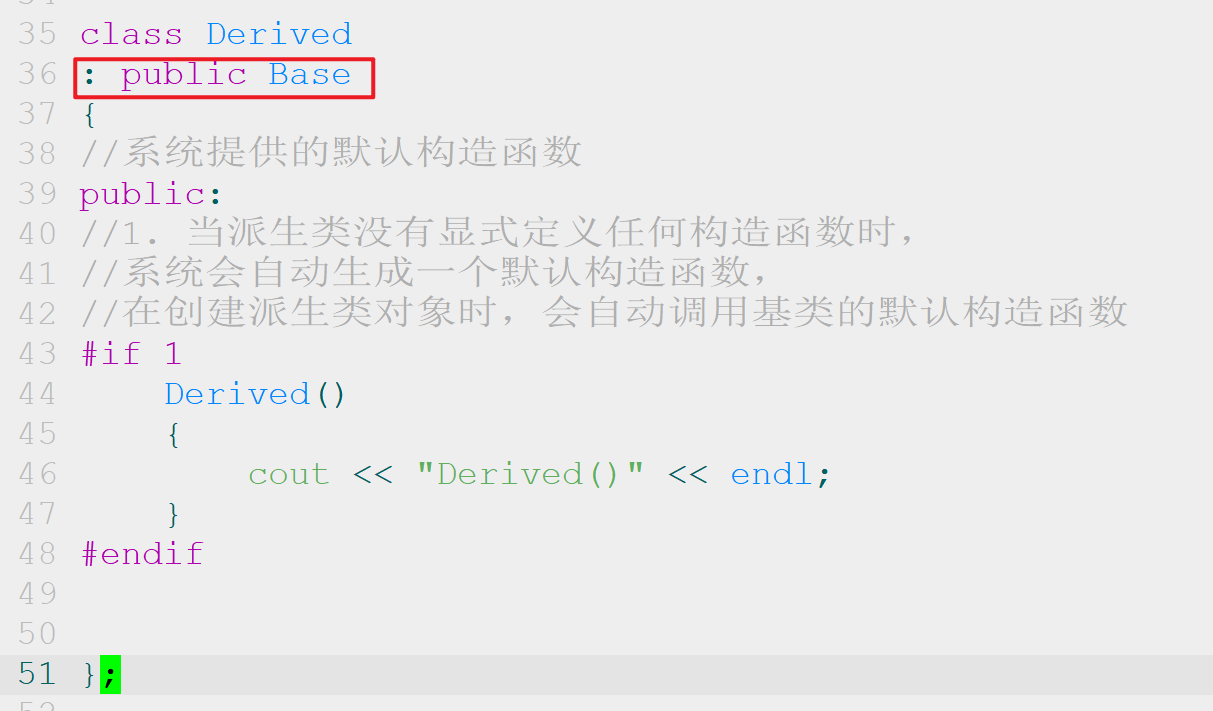 35 class Derived
36 : public Base
37 {
38 //系统提供的默认构造函数
39 public:
40 //1. 当派生类没有显式定义任何构造函数时，
41 //系统会自动生成一个默认构造函数，
42 //在创建派生类对象时，会自动调用基类的默认构造函数
43 #if 1
44     Derived()
45     {
46         cout << "Derived()" << endl;
47     }
48 #endif
49
50
51 };